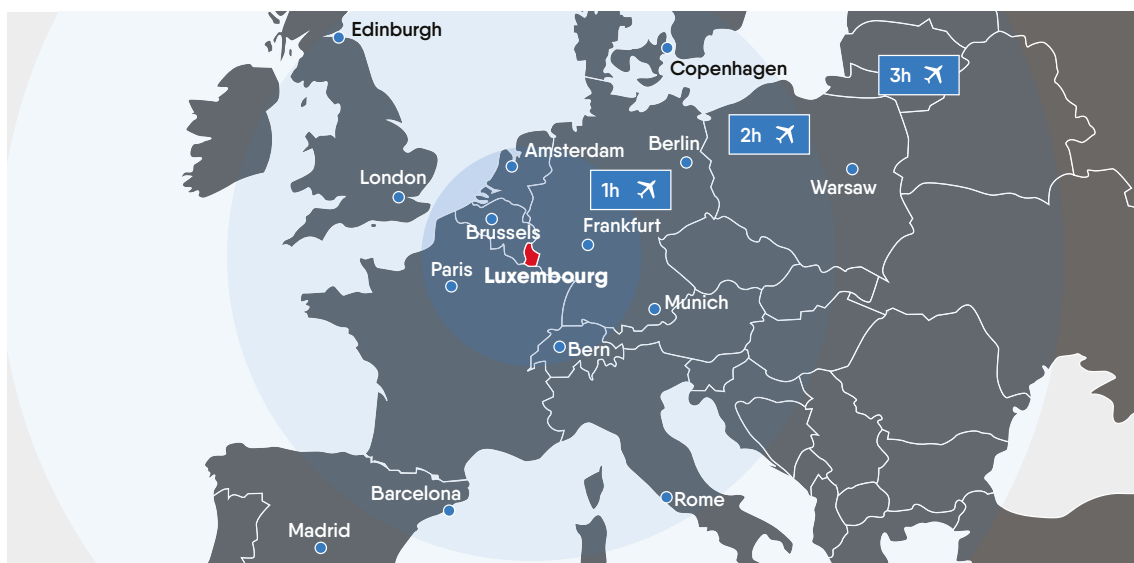 Edinburgh
Copenhagen
3h
2h
Berlin
Amsterdam
London
Warsaw
1h
Frankfurt
Brussels
Paris
Luxembourg
Munich
Bern
Barcelona
Rome
Madrid